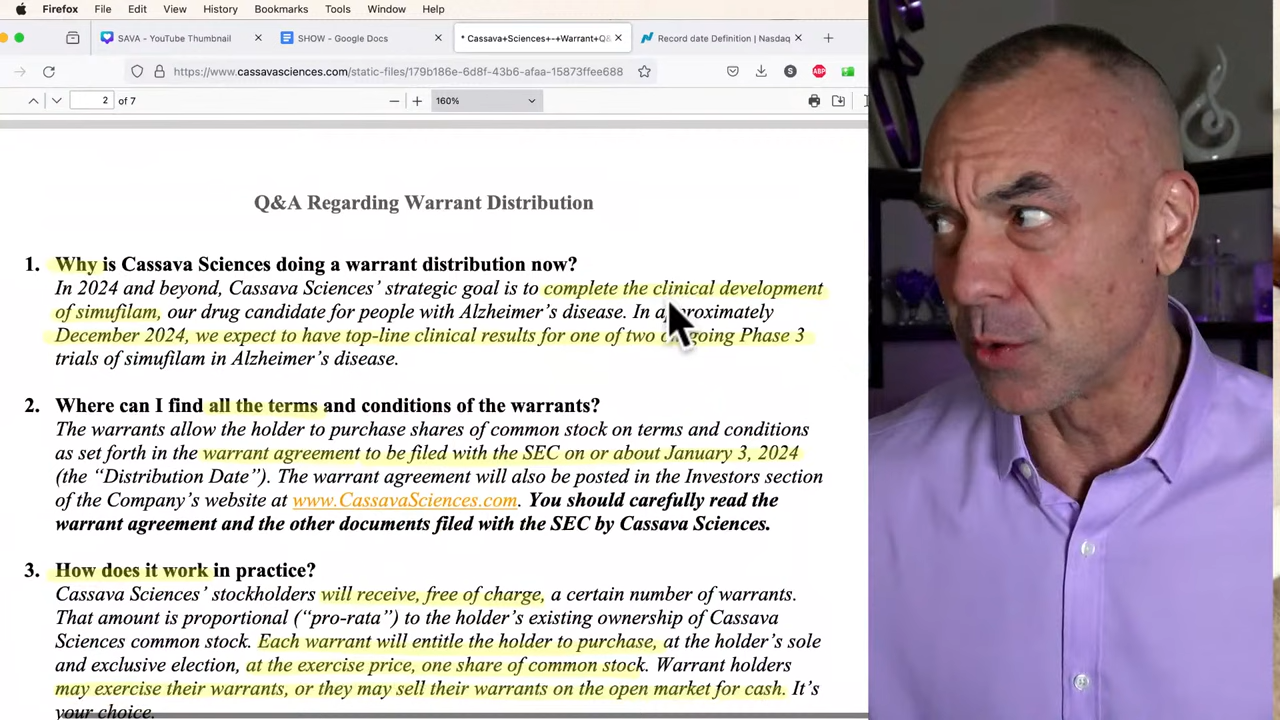 Firefox File Edit View History Bookmarks Tools Window Help
SAVA - YouTube Thumbnail × SHOW - Google Docs × * Cassava+Sciences+-+Warrant+Q& × Record date Definition | Nasdaq × +
https://www.cassavasciences.com/static-files/179b186e-6d8f-43b6-afaa-f5873ffee688 S ABP
2 of 7 − + 160%
Q&A Regarding Warrant Distribution
1. Why is Cassava Sciences doing a warrant distribution now?
In 2024 and beyond, Cassava Sciences’ strategic goal is to complete the clinical development
of simufilam, our drug candidate for people with Alzheimer’s disease. In approximately
December 2024, we expect to have top-line clinical results for one of two ongoing Phase 3
trials of simufilam in Alzheimer’s disease.
2. Where can I find all the terms and conditions of the warrants?
The warrants allow the holder to purchase shares of common stock on terms and conditions
as set forth in the warrant agreement to be filed with the SEC on or about January 3, 2024
(the “Distribution Date”). The warrant agreement will also be posted in the Investors section
of the Company’s website at www.CassavaSciences.com. You should carefully read the
warrant agreement and the other documents filed with the SEC by Cassava Sciences.
3. How does it work in practice?
Cassava Sciences’ stockholders will receive, free of charge, a certain number of warrants.
That amount is proportional (“pro-rata”) to the holder’s existing ownership of Cassava
Sciences common stock. Each warrant will entitle the holder to purchase, at the holder’s sole
and exclusive election, at the exercise price, one share of common stock. Warrant holders
may exercise their warrants, or they may sell their warrants on the open market for cash. It’s
your choice.